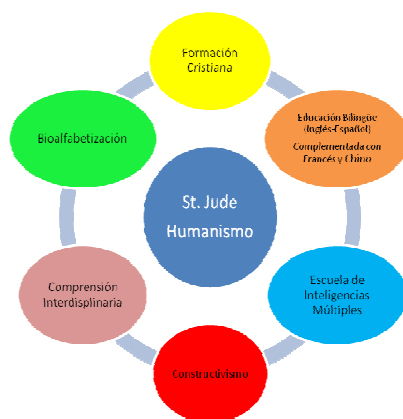 Formación
Cristiana
Educación Bilingüe
(Inglés-Español)
Complementada con
Francés y Chino
Escuela de
Inteligencias
Múltiples
Constructivismo
Comprensión
Interdisplinaria
Bioalfabetización
St. Jude
Humanismo